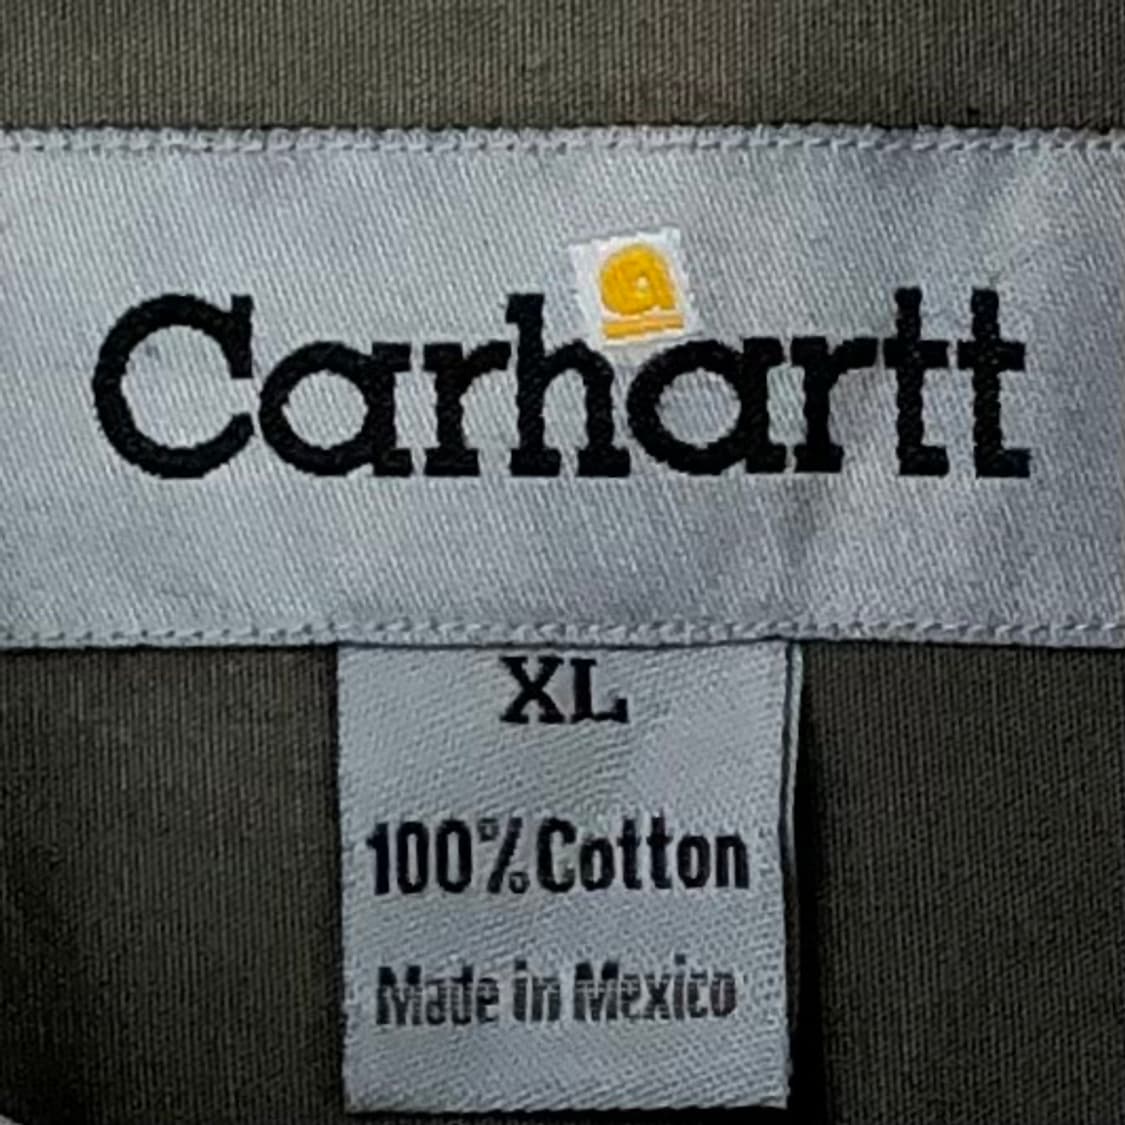 Carhartt
XL
100% Cotton
Made in Mexico